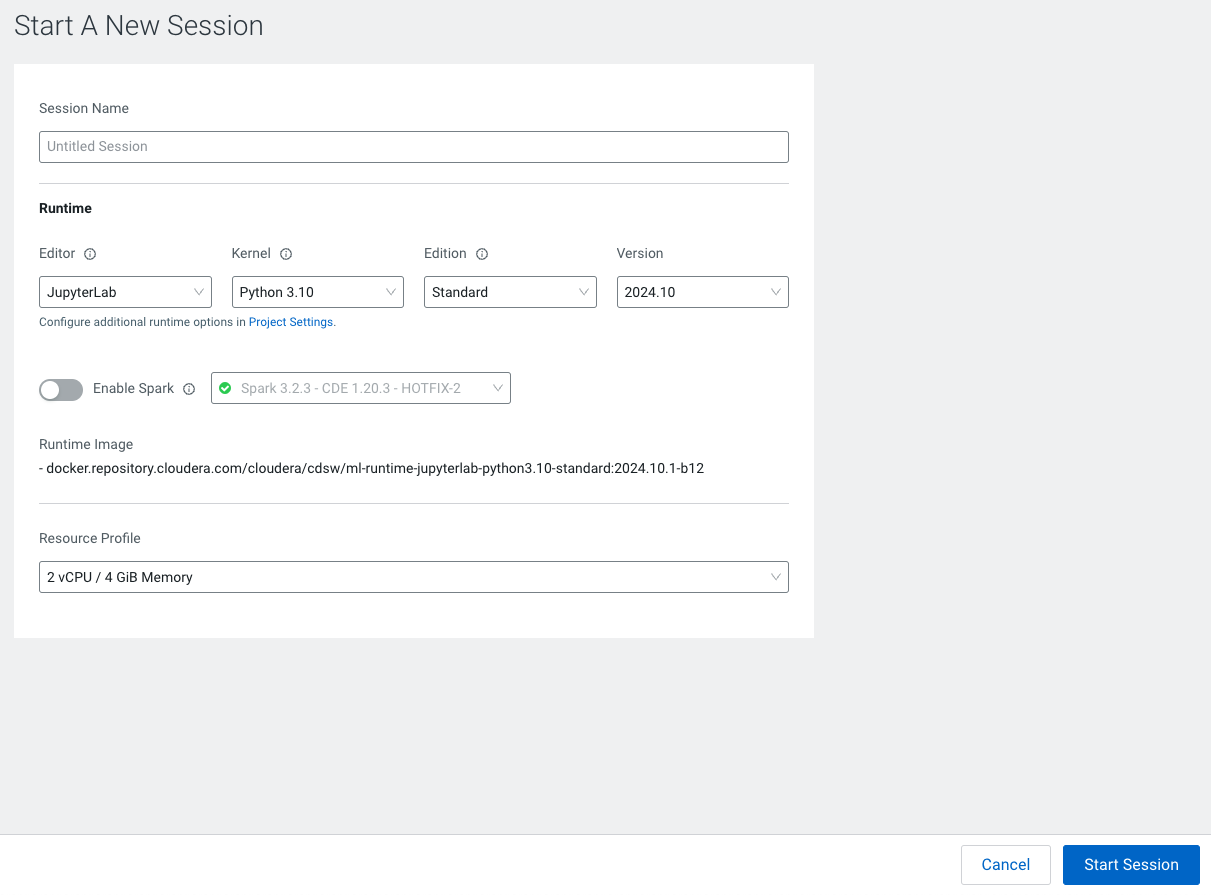 Start A New Session
Session Name
Untitled Session
Runtime
Editor Kernel Edition Version
JupyterLab Python 3.10 Standard 2024.10
Configure additional runtime options in Project Settings.
Enable Spark Spark 3.2.3 - CDE 1.20.3 - HOTFIX-2
Runtime Image
- docker.repository.cloudera.com/cloudera/cdsw/ml-runtime-jupyterlab-python3.10-standard:2024.10.1-b12
Resource Profile
2 vCPU / 4 GiB Memory
Cancel Start Session